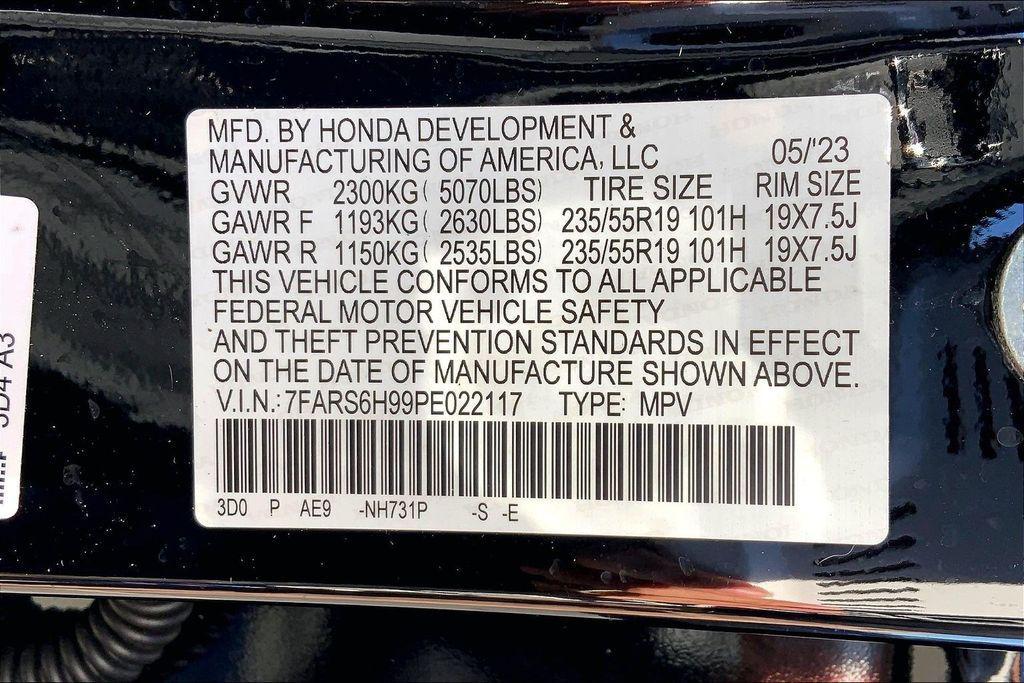 MFD. BY HONDA DEVELOPMENT &
MANUFACTURING OF AMERICA, LLC 05/'23
GVWR 2300KG( 5070LBS) TIRE SIZE RIM SIZE
GAWR F 1193KG( 2630LBS) 235/55R19 101H 19X7.5J
GAWR R 1150KG( 2535LBS) 235/55R19 101H 19X7.5J
THIS VEHICLE CONFORMS TO ALL APPLICABLE
FEDERAL MOTOR VEHICLE SAFETY
AND THEFT PREVENTION STANDARDS IN EFFECT
ON THE DATE OF MANUFACTURE SHOWN ABOVE.
V.I.N.:7FARS6H99PE022117 TYPE: MPV
3D0 P AE9 -NH731P -S -E
A3